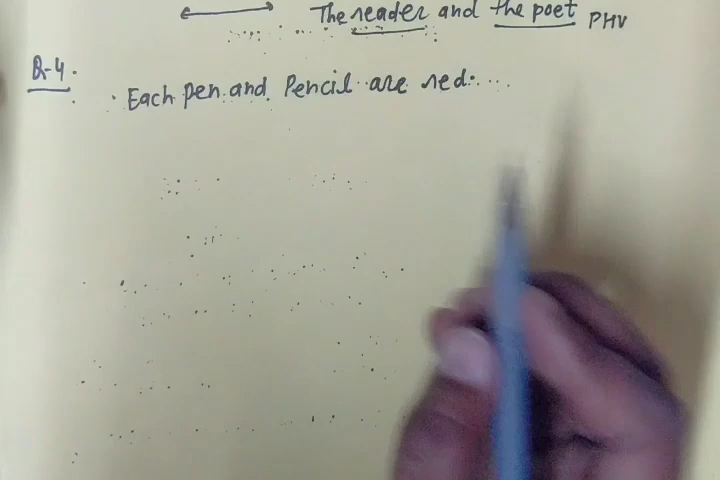 The reader and the poet PHV
Q-4.
Each pen and Pencil are red.